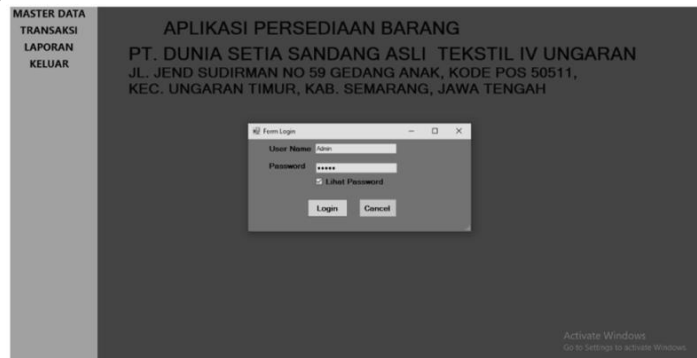 MASTER DATA
TRANSAKSI
LAPORAN
KELUAR
APLIKASI PERSEDIAAN BARANG
PT. DUNIA SETIA SANDANG ASLI TEKSTIL IV UNGARAN
JL. JEND SUDIRMAN NO 59 GEDANG ANAK, KODE POS 50511,
KEC. UNGARAN TIMUR, KAB. SEMARANG, JAWA TENGAH
Form Login
User Name Admin
Password •••••
Lihat Password
Login Cancel
Activate Windows
Go to Settings to activate Windows.